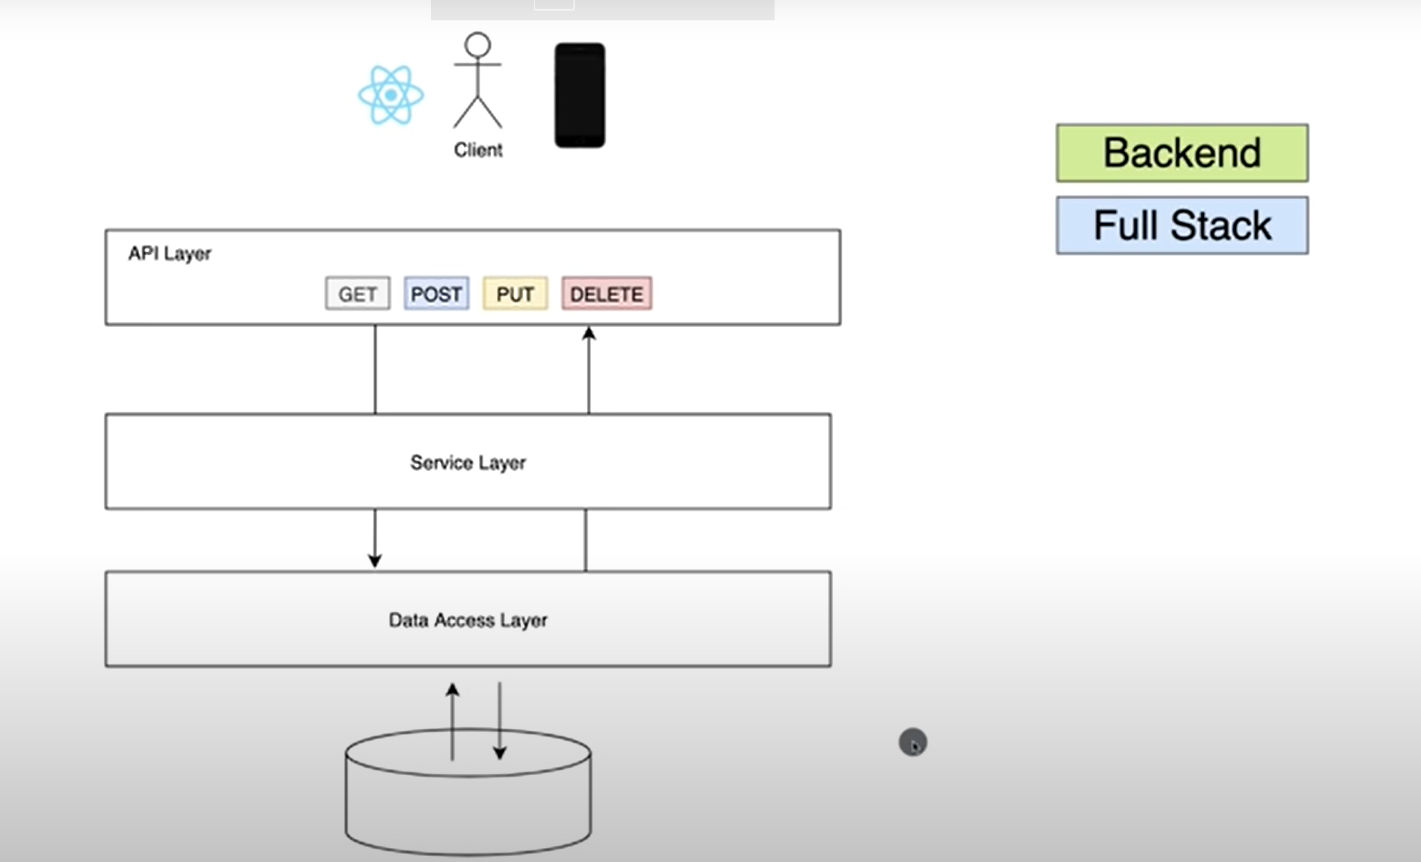 Client
Backend
Full Stack
API Layer
GET POST PUT DELETE
Service Layer
Data Access Layer